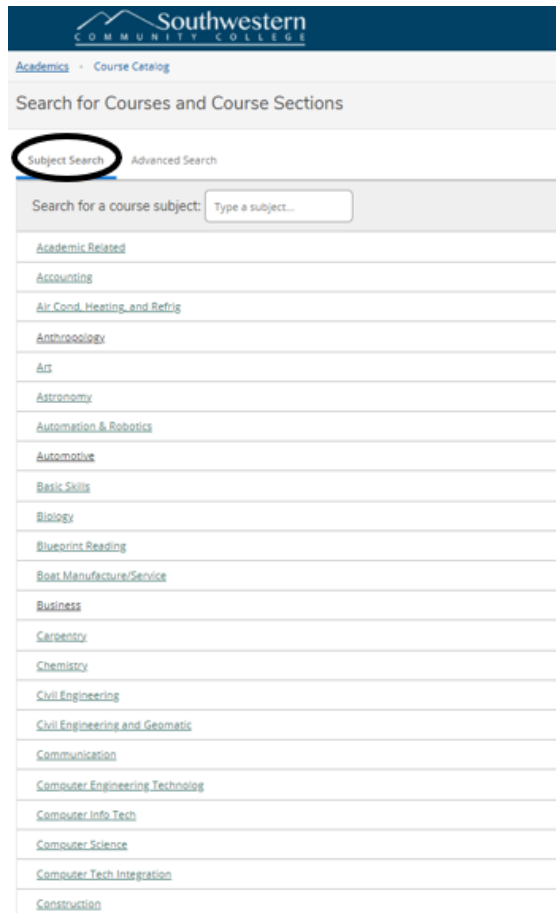 Southwestern
COMMUNITY COLLEGE
Academics · Course Catalog
Search for Courses and Course Sections
Subject Search Advanced Search
Search for a course subject: Type a subject...
Academic Related
Accounting
Air Cond, Heating, and Refrig
Anthropology
Art
Astronomy
Automation & Robotics
Automotive
Basic Skills
Biology
Blueprint Reading
Boat Manufacture/Service
Business
Carpentry
Chemistry
Civil Engineering
Civil Engineering and Geomatic
Communication
Computer Engineering Technolog
Computer Info Tech
Computer Science
Computer Tech Integration
Construction